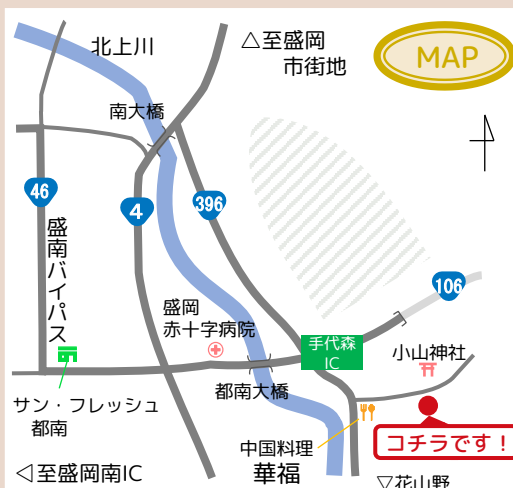 北上川
△至盛岡
市街地
MAP
南大橋
46
4
396
盛南バイパス
106
盛岡
赤十字病院
手代森
IC
小山神社
サン・フレッシュ
都南
都南大橋
中国料理
華福
コチラです！
◁至盛岡南IC
▽花山野